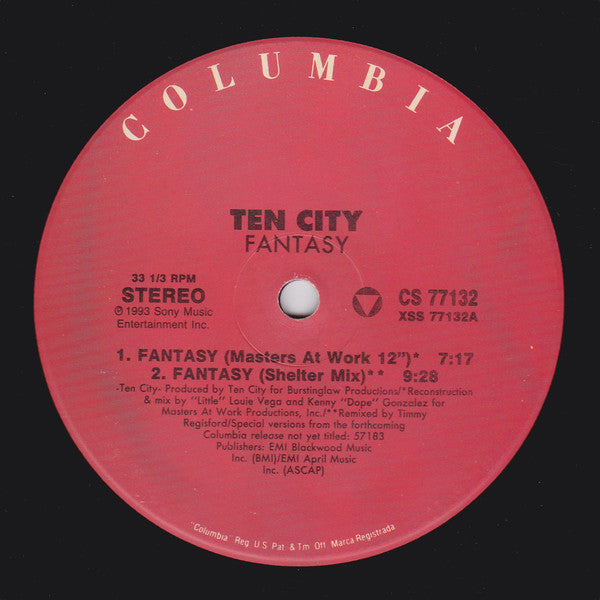 COLUMBIA
TEN CITY
FANTASY
33 1/3 RPM
STEREO
℗ 1993 Sony Music
Entertainment Inc.
CS 77132
XSS 77132A
1. FANTASY (Masters At Work 12")* 7:17
2. FANTASY (Shelter Mix)** 9:28
-Ten City- Produced by Ten City for Burstinglaw Productions/*Reconstruction
& mix by "Little" Louie Vega and Kenny "Dope" Gonzalez for
Masters At Work Productions, Inc./**Remixed by Timmy
Regisford/Special versions from the forthcoming
Columbia release not yet titled: 57183
Publishers: EMI Blackwood Music
Inc. (BMI)/EMI April Music
Inc. (ASCAP)
"Columbia" Reg. U.S. Pat. & Tm. Off. Marca Registrada